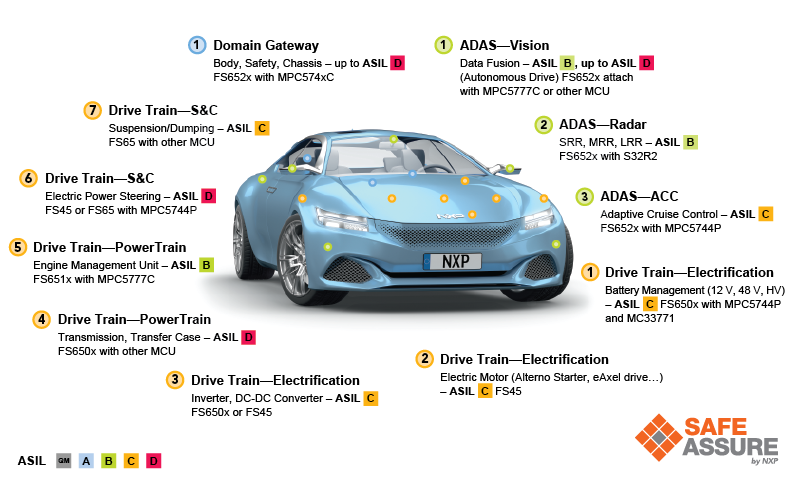 1 Domain Gateway
Body, Safety, Chassis – up to ASIL D
FS652x with MPC574xC
1 ADAS—Vision
Data Fusion – ASIL B, up to ASIL D
(Autonomous Drive) FS652x attach
with MPC5777C or other MCU
7 Drive Train—S&C
Suspension/Dumping – ASIL C
FS65 with other MCU
2 ADAS—Radar
SRR, MRR, LRR – ASIL B
FS652x with S32R2
6 Drive Train—S&C
Electric Power Steering – ASIL D
FS45 or FS65 with MPC5744P
3 ADAS—ACC
Adaptive Cruise Control – ASIL C
FS652x with MPC5744P
5 Drive Train—PowerTrain
Engine Management Unit – ASIL B
FS651x with MPC5777C
NXP
NXP
1 Drive Train—Electrification
Battery Management (12 V, 48 V, HV)
– ASIL C FS650x with MPC5744P
and MC33771
4 Drive Train—PowerTrain
Transmission, Transfer Case – ASIL D
FS650x with other MCU
2 Drive Train—Electrification
Electric Motor (Alterno Starter, eAxel drive…)
– ASIL C FS45
3 Drive Train—Electrification
Inverter, DC-DC Converter – ASIL C
FS650x or FS45
SAFE
ASSURE
by NXP
ASIL QM A B C D